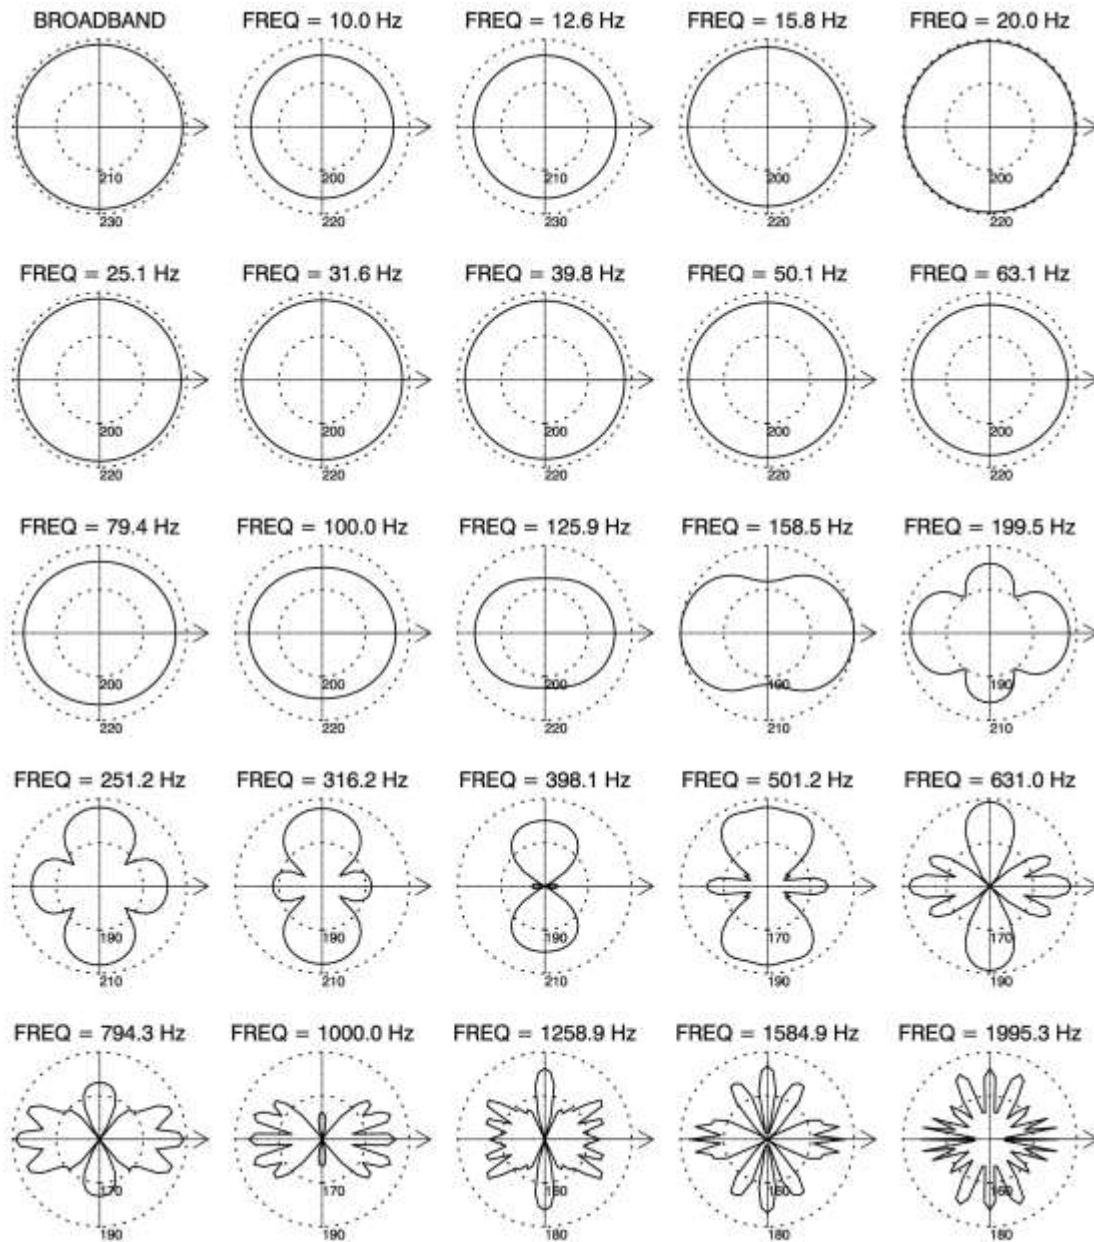 BROADBAND FREQ = 10.0 Hz FREQ = 12.6 Hz FREQ = 15.8 Hz FREQ = 20.0 Hz
210 200 210 200 200
230 220 230 220 220
FREQ = 25.1 Hz FREQ = 31.6 Hz FREQ = 39.8 Hz FREQ = 50.1 Hz FREQ = 63.1 Hz
200 200 200 200 200
220 220 220 220 220
FREQ = 79.4 Hz FREQ = 100.0 Hz FREQ = 125.9 Hz FREQ = 158.5 Hz FREQ = 199.5 Hz
200 200 200 190 190
220 220 220 210 210
FREQ = 251.2 Hz FREQ = 316.2 Hz FREQ = 398.1 Hz FREQ = 501.2 Hz FREQ = 631.0 Hz
190 190 190 170 170
210 210 210 190 190
FREQ = 794.3 Hz FREQ = 1000.0 Hz FREQ = 1258.9 Hz FREQ = 1584.9 Hz FREQ = 1995.3 Hz
170 170 160 160 160
190 190 180 180 180